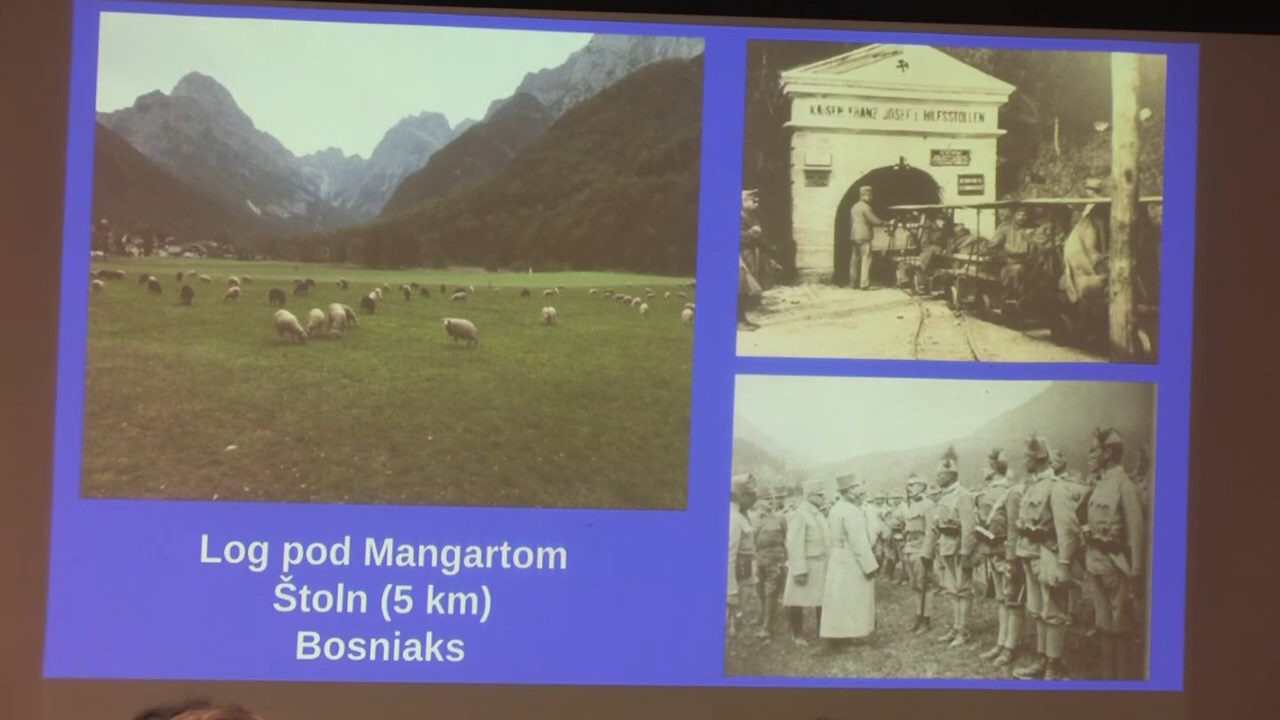 KAISER FRANZ JOSEF I. HILFSSTOLLEN
Log pod Mangartom
Štoln (5 km)
Bosniaks